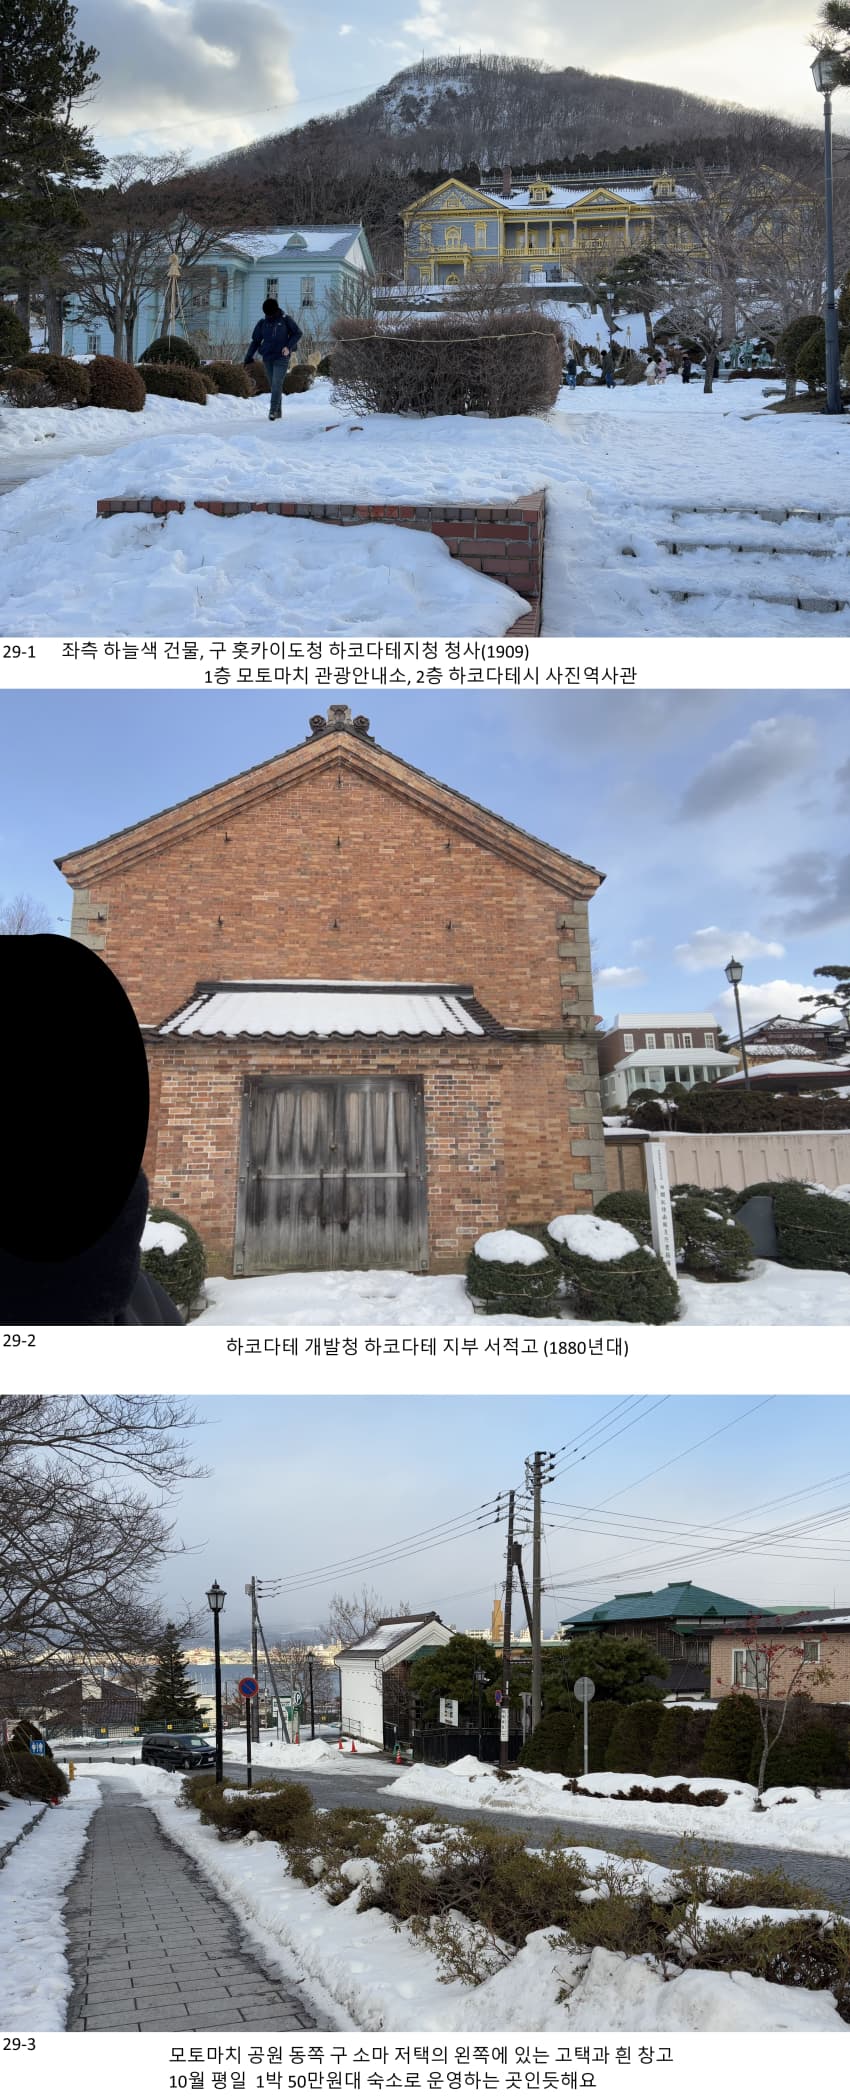 29-1 좌측 하늘색 건물, 구 홋카이도청 하코다테지청 청사(1909)
1층 모토마치 관광안내소, 2층 하코다테시 사진역사관
29-2 하코다테 개발청 하코다테 지부 서적고 (1880년대)
29-3 모토마치 공원 동쪽 구 소마 저택의 왼쪽에 있는 고택과 흰 창고
10월 평일 1박 50만원대 숙소로 운영하는 곳인듯해요